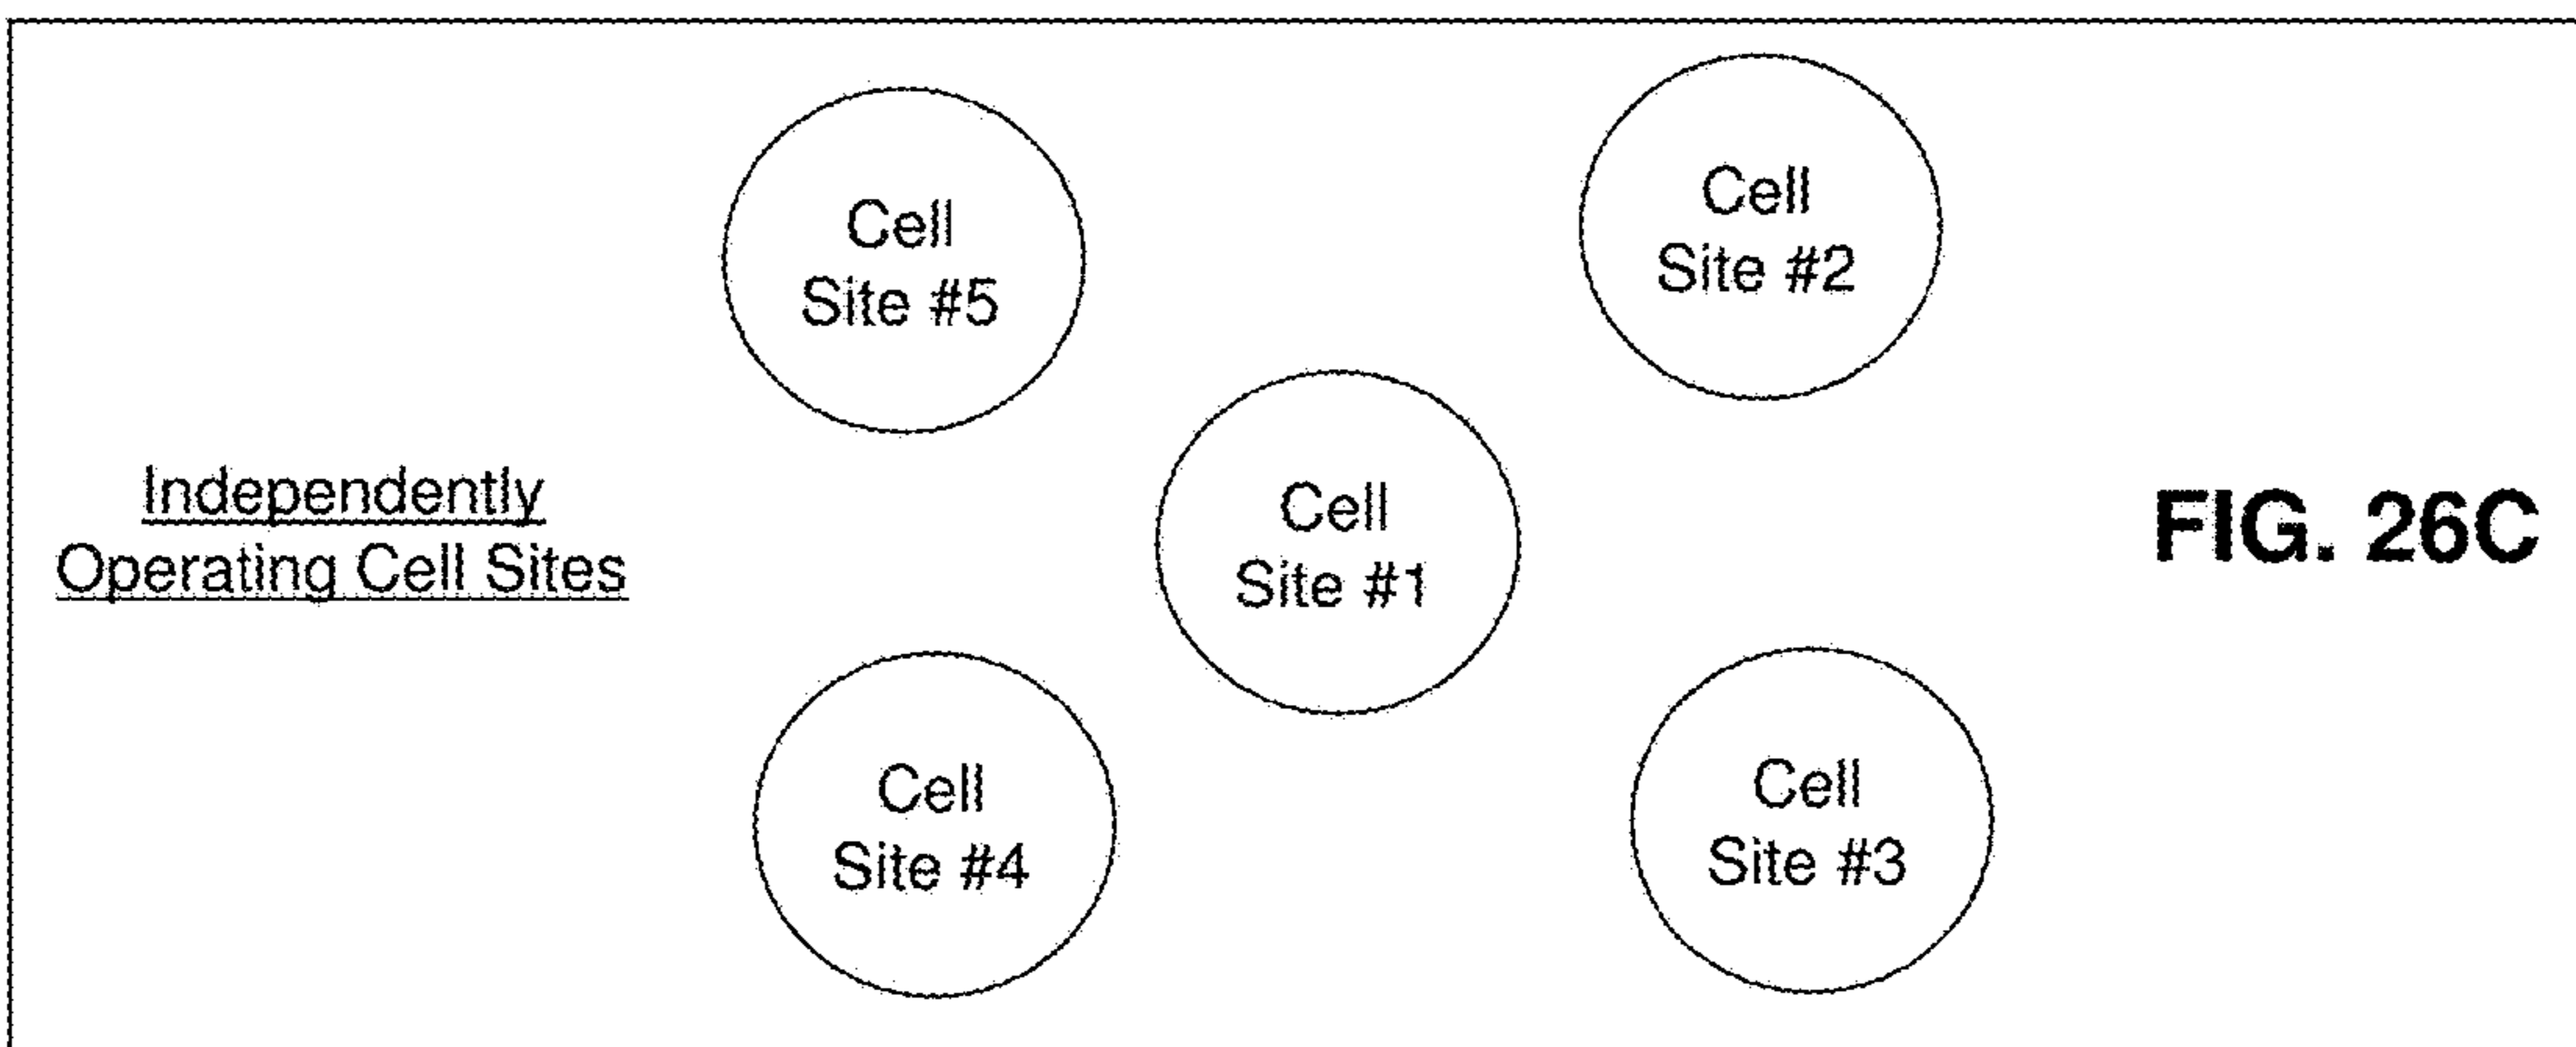 Cell
Site #5
Cell
Site #2
Independently
Operating Cell Sites
Cell
Site #1
FIG. 26C
Cell
Site #4
Cell
Site #3